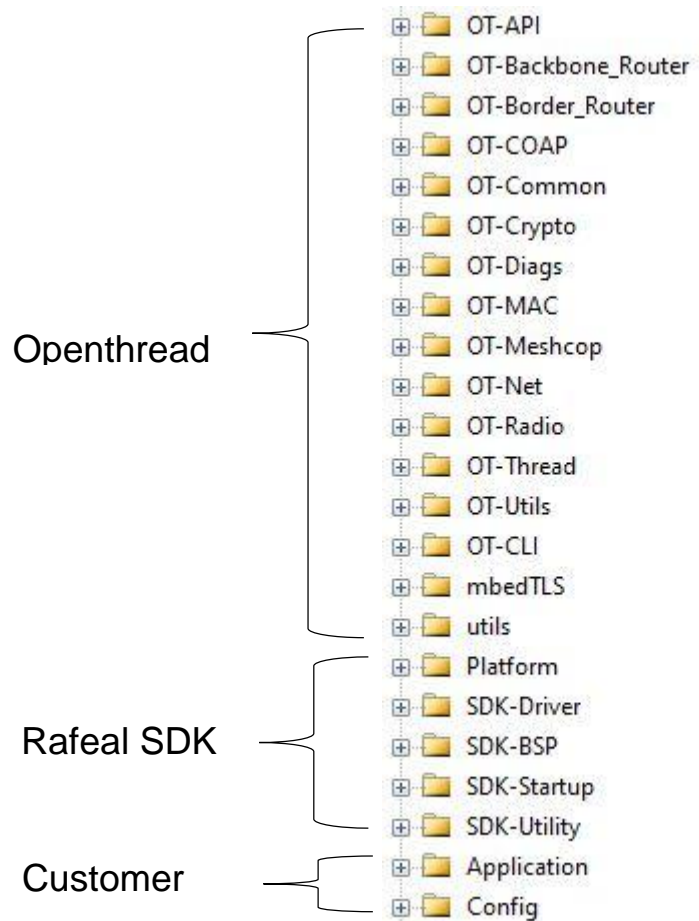 Openthread
OT-API
OT-Backbone_Router
OT-Border_Router
OT-COAP
OT-Common
OT-Crypto
OT-Diags
OT-MAC
OT-Meshcop
OT-Net
OT-Radio
OT-Thread
OT-Utils
OT-CLI
mbedTLS
utils
Rafeal SDK
Platform
SDK-Driver
SDK-BSP
SDK-Startup
SDK-Utility
Customer
Application
Config